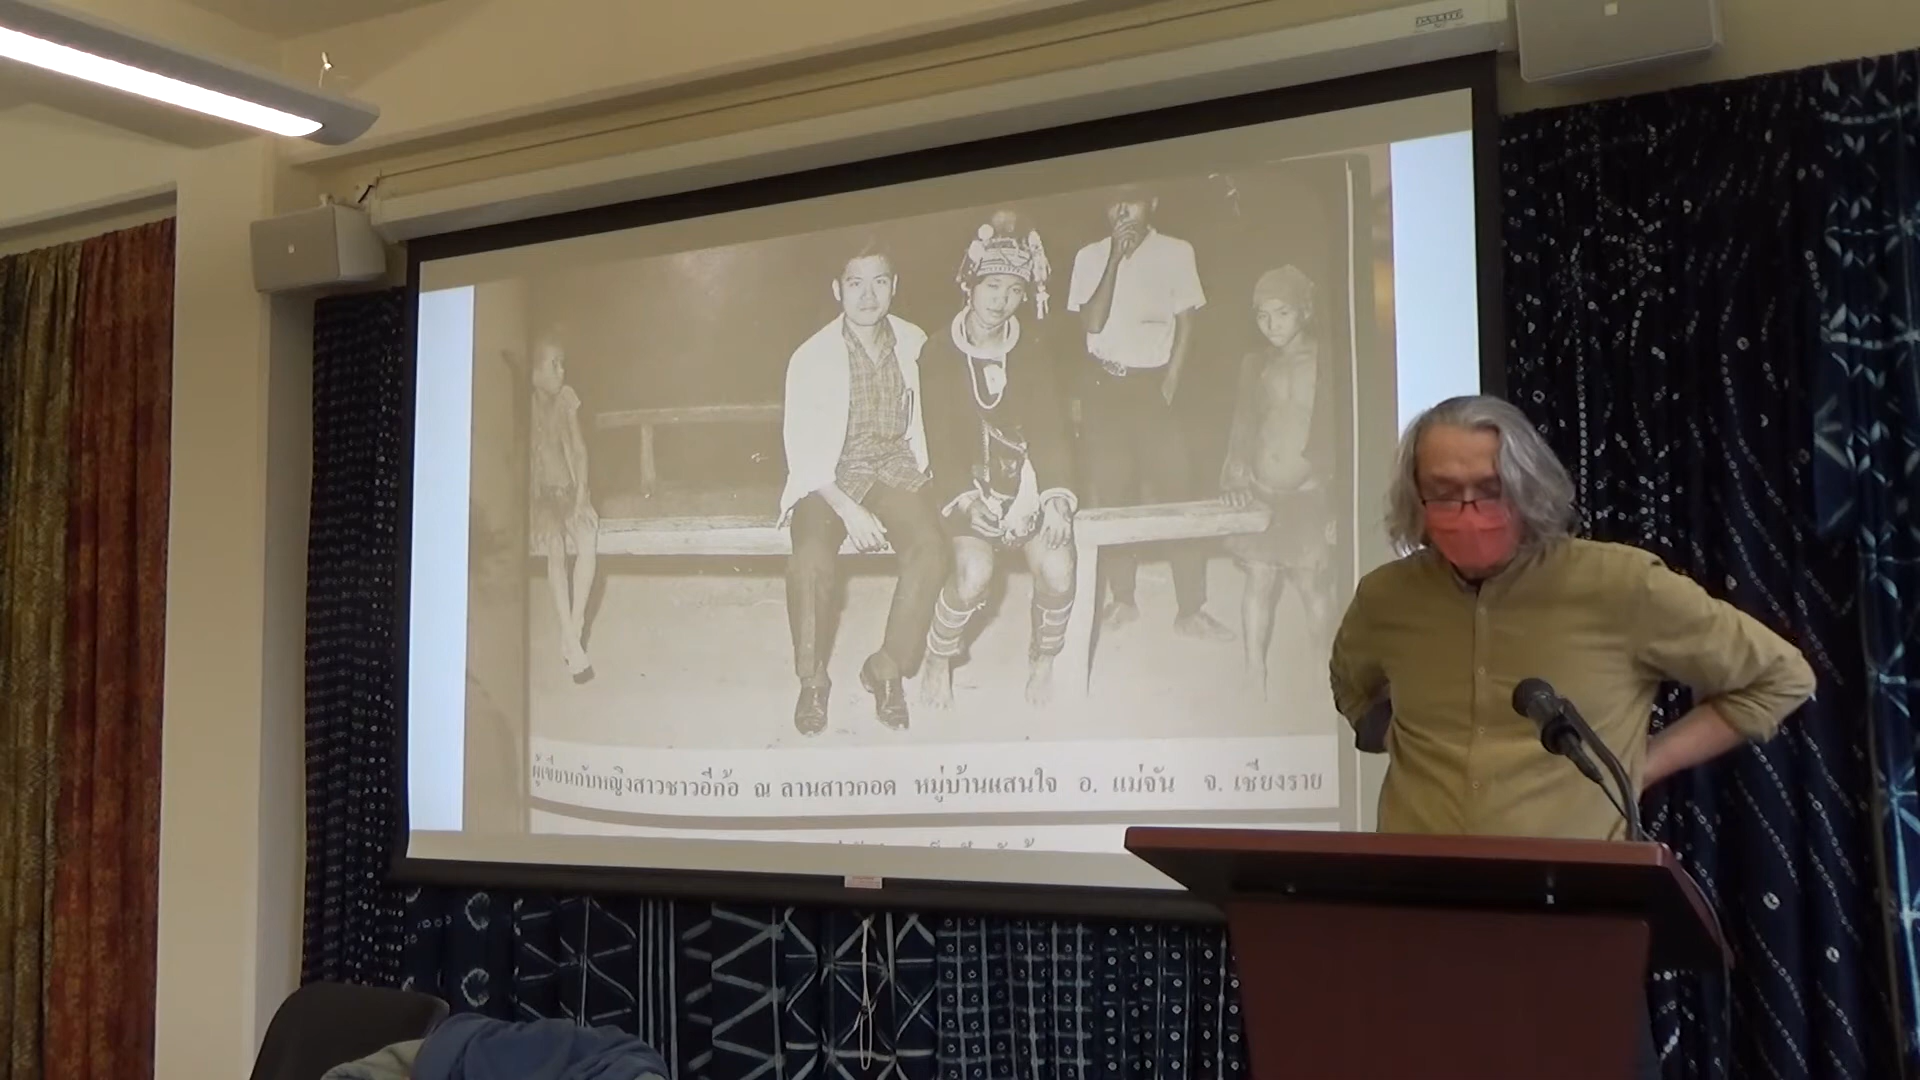 DA-LITE
ผู้เขียนกับหญิงสาวชาวอีก้อ ณ ลานสาวกอด หมู่บ้านแสนใจ อ. แม่จัน จ. เชียงราย